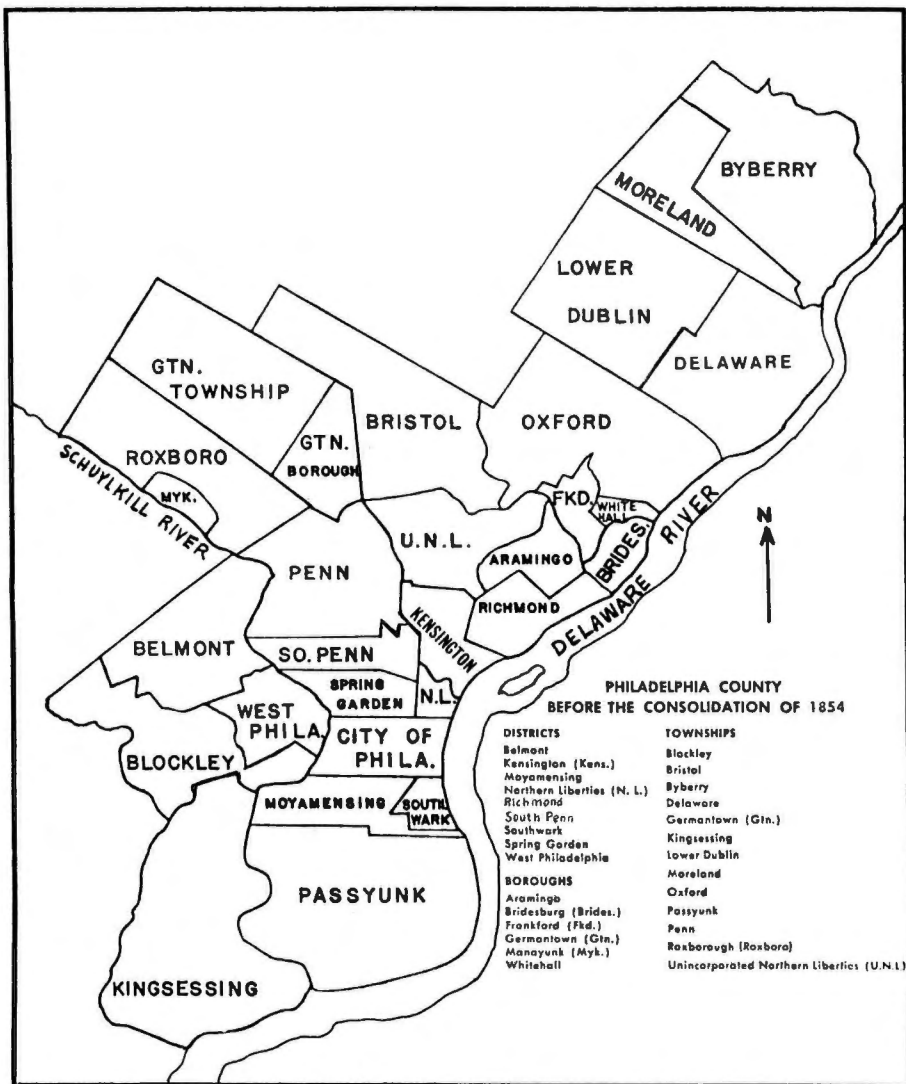 BYBERRY
MORELAND
LOWER
DUBLIN
DELAWARE
GTN.
TOWNSHIP
BRISTOL
OXFORD
GTN.
BOROUGH
ROXBORO
MYK.
SCHUYLKILL RIVER
FKD.
WHITE
HALL
BRIDES.
U.N.L.
ARAMINGO
DELAWARE RIVER
N
PENN
RICHMOND
KENSINGTON
BELMONT
SO. PENN
SPRING
GARDEN
N.L.
WEST
PHILA.
CITY OF
PHILA.
BLOCKLEY
MOYAMENSING
SOUTH
WARK
PASSYUNK
KINGSESSING
PHILADELPHIA COUNTY
BEFORE THE CONSOLIDATION OF 1854
DISTRICTS
Belmont
Kensington (Kens.)
Moyamensing
Northern Liberties (N. L.)
Richmond
South Penn
Southwark
Spring Garden
West Philadelphia
BOROUGHS
Aramingo
Bridesburg (Brides.)
Frankford (Fkd.)
Germantown (Gtn.)
Manayunk (Myk.)
Whitehall
TOWNSHIPS
Blockley
Bristol
Byberry
Delaware
Germantown (Gtn.)
Kingsessing
Lower Dublin
Moreland
Oxford
Passyunk
Penn
Roxborough (Roxboro)
Unincorporated Northern Liberties (U.N.L)